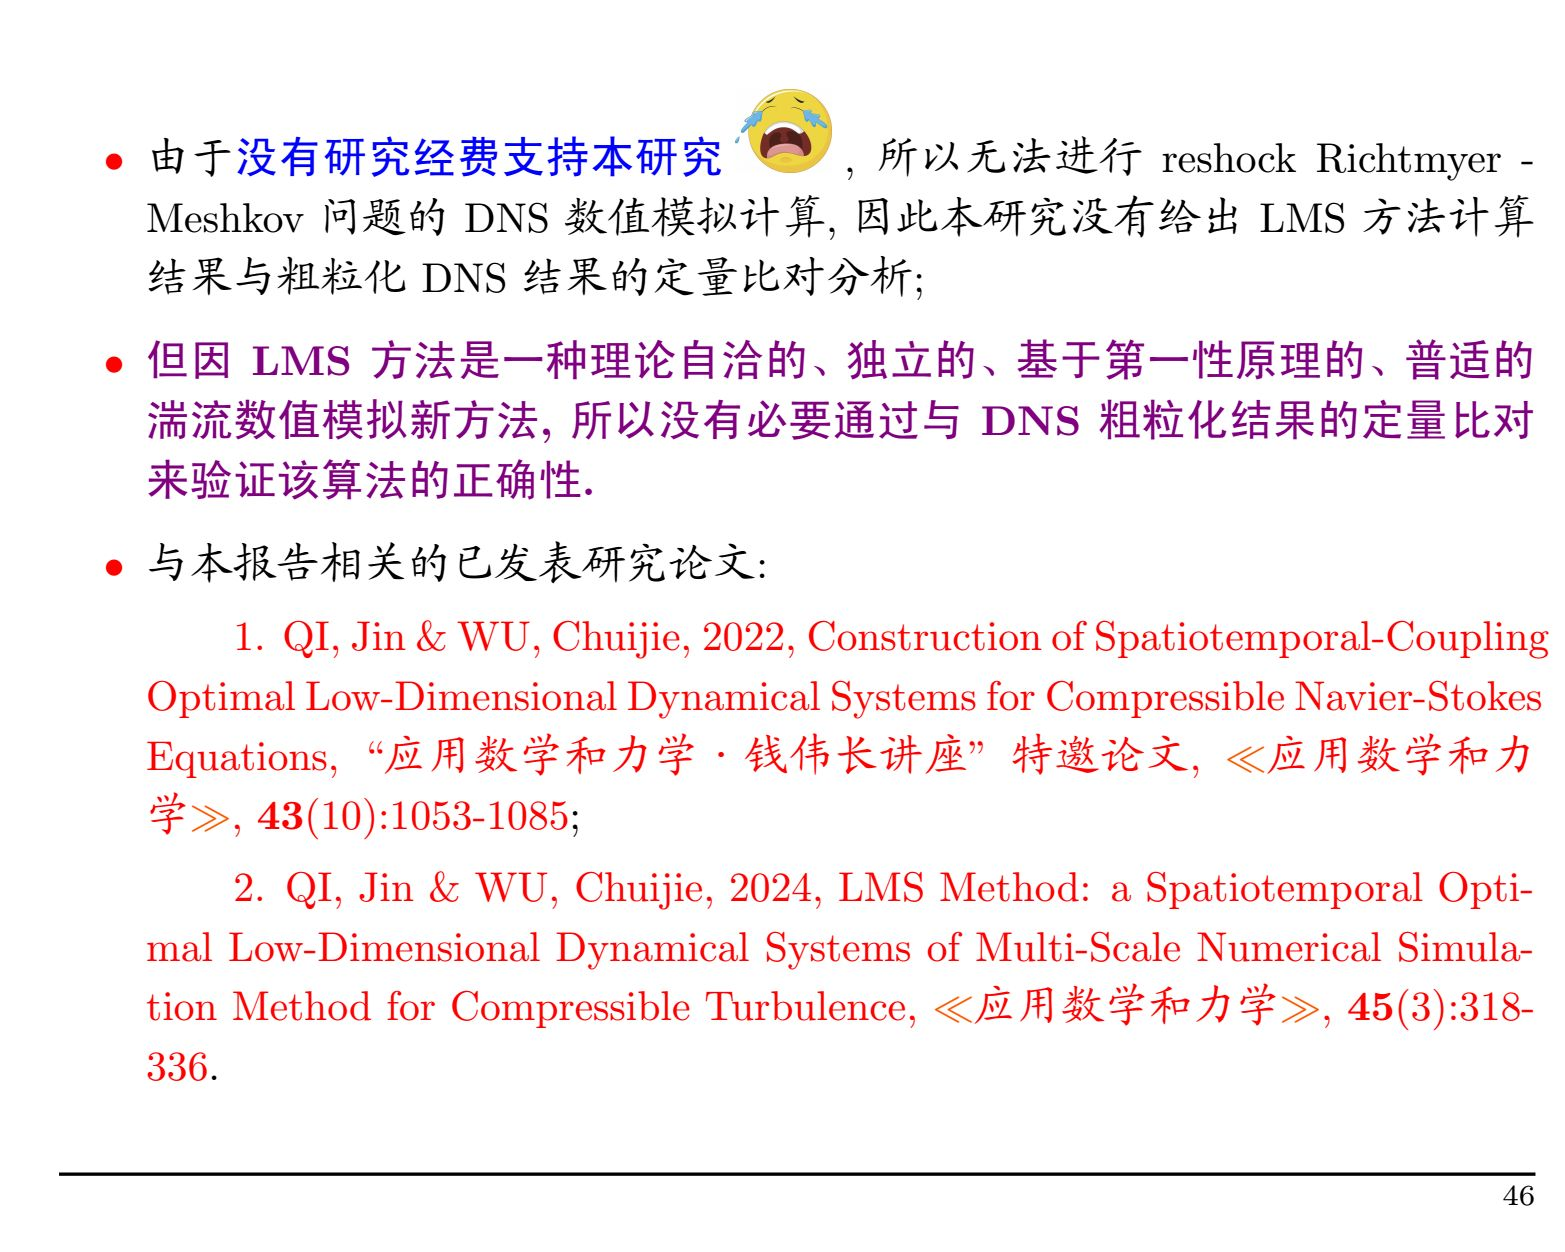 • 由于没有研究经费支持本研究 , 所以无法进行 reshock Richtmyer -
Meshkov 问题的 DNS 数值模拟计算, 因此本研究没有给出 LMS 方法计算
结果与粗粒化 DNS 结果的定量比对分析;
• 但因 LMS 方法是一种理论自洽的、独立的、基于第一性原理的、普适的
湍流数值模拟新方法, 所以没有必要通过与 DNS 粗粒化结果的定量比对
来验证该算法的正确性.
• 与本报告相关的已发表研究论文:
1. QI, Jin & WU, Chuijie, 2022, Construction of Spatiotemporal-Coupling
Optimal Low-Dimensional Dynamical Systems for Compressible Navier-Stokes
Equations, “应用数学和力学 · 钱伟长讲座” 特邀论文, ≪应用数学和力
学≫, 43(10):1053-1085;
2. QI, Jin & WU, Chuijie, 2024, LMS Method: a Spatiotemporal Opti-
mal Low-Dimensional Dynamical Systems of Multi-Scale Numerical Simula-
tion Method for Compressible Turbulence, ≪应用数学和力学≫, 45(3):318-
336.
46